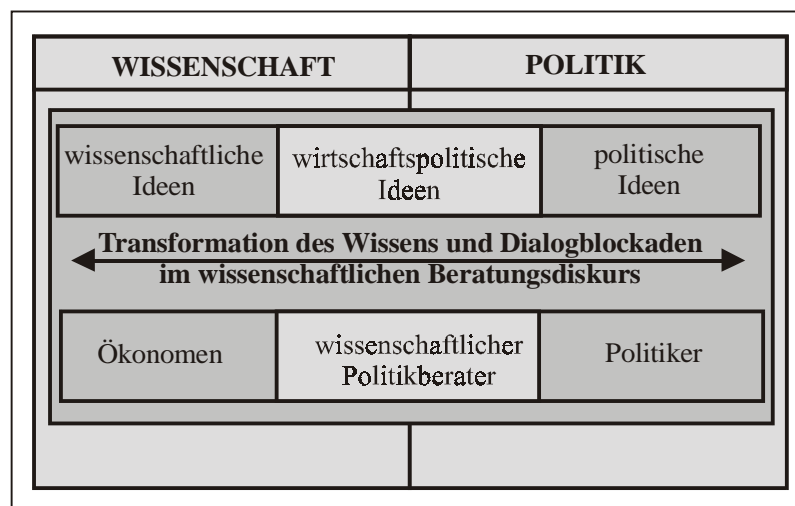 WISSENSCHAFT
POLITIK
wissenschaftliche
Ideen
wirtschaftspolitische
Ideen
politische
Ideen
Transformation des Wissens und Dialogblockaden
im wissenschaftlichen Beratungsdiskurs
Ökonomen
wissenschaftlicher
Politikberater
Politiker